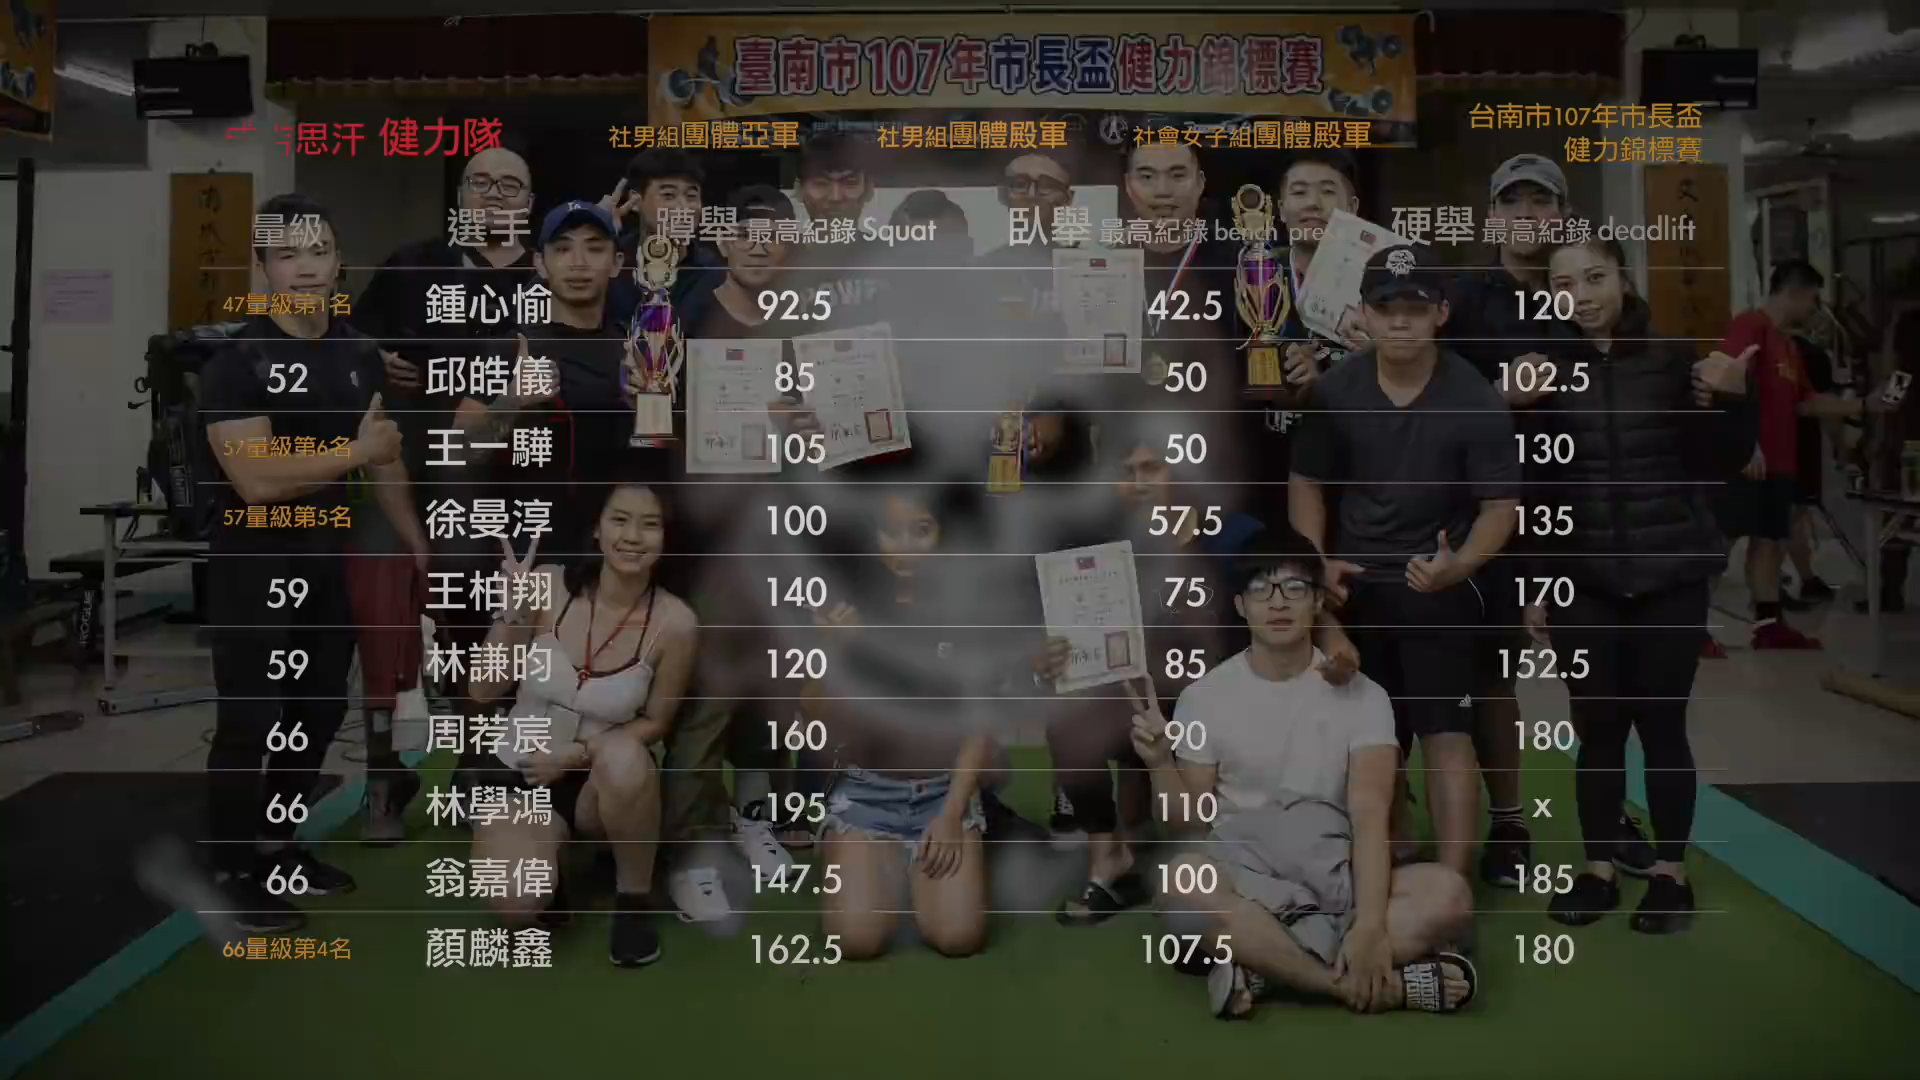 臺南市107年市長盃健力錦標賽
思汗 健力隊
社男組團體亞軍
社男組團體殿軍
社會女子組團體殿軍
台南市107年市長盃
健力錦標賽
量級 選手 蹲舉 最高紀錄 Squat 臥舉 最高紀錄 bench press 硬舉 最高紀錄 deadlift
47量級第1名 鍾心愉 92.5 42.5 120
52 邱皓儀 85 50 102.5
57量級第6名 王一驊 105 50 130
57量級第5名 徐曼淳 100 57.5 135
59 王柏翔 140 75 170
59 林謙昀 120 85 152.5
66 周荐宸 160 90 180
66 林學鴻 195 110 x
66 翁嘉偉 147.5 100 185
66量級第4名 顏麟鑫 162.5 107.5 180